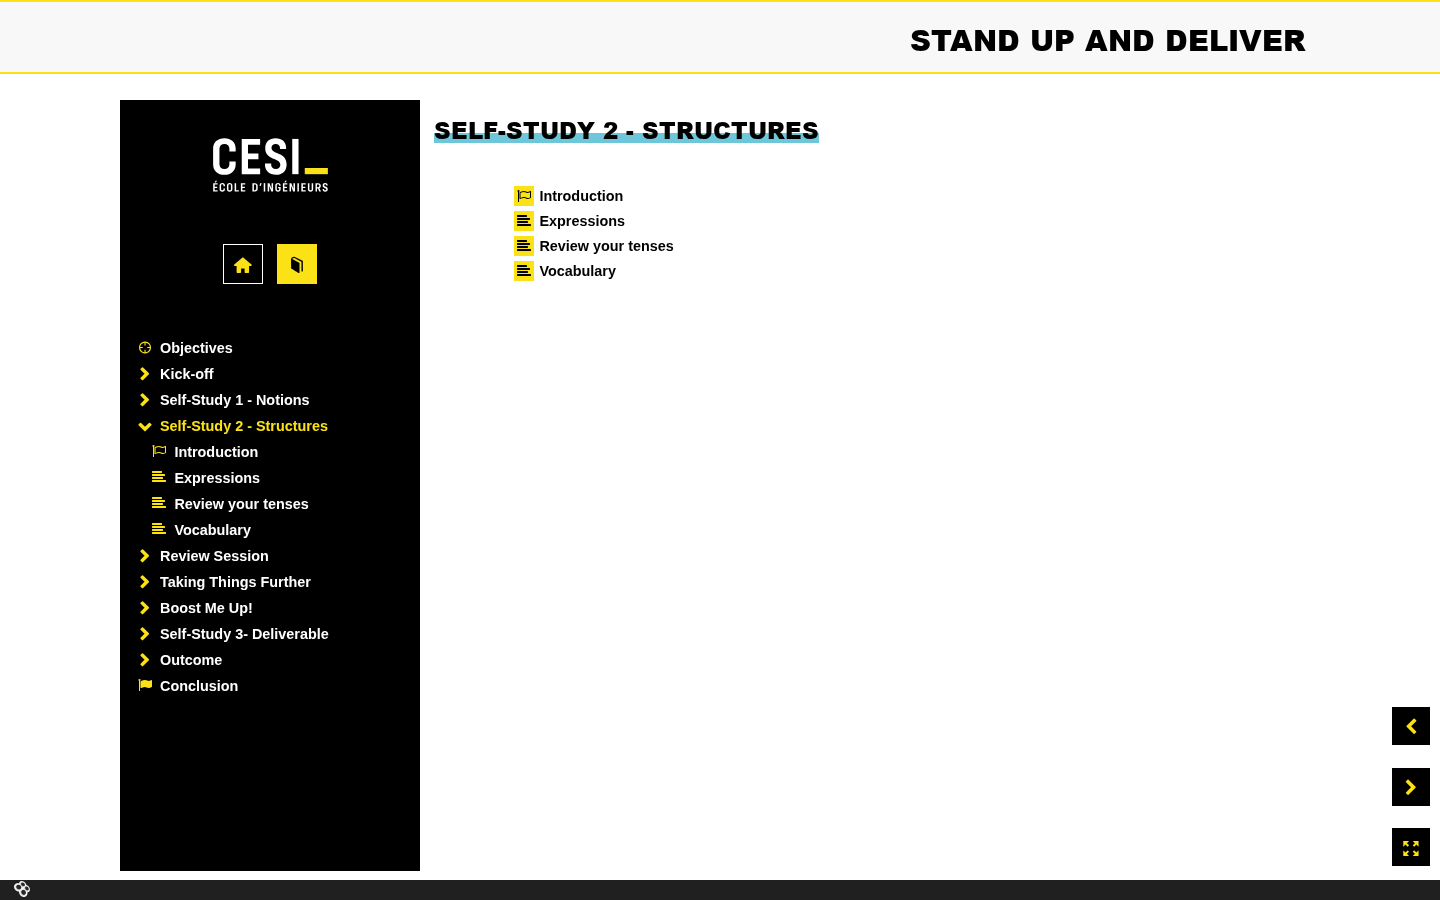 STAND UP AND DELIVER
CESI_
ÉCOLE D'INGÉNIEURS
Objectives
Kick-off
Self-Study 1 - Notions
Self-Study 2 - Structures
Introduction
Expressions
Review your tenses
Vocabulary
Review Session
Taking Things Further
Boost Me Up!
Self-Study 3- Deliverable
Outcome
Conclusion
SELF-STUDY 2 - STRUCTURES
Introduction
Expressions
Review your tenses
Vocabulary